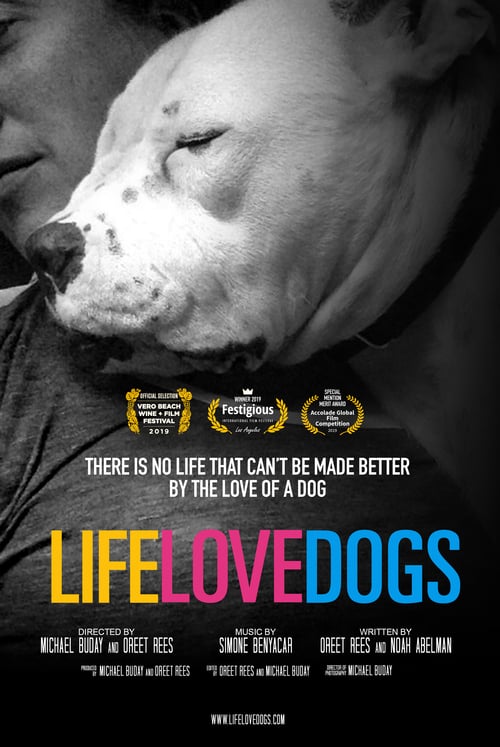 OFFICIAL SELECTION
VERO BEACH
WINE + FILM
FESTIVAL
2019
WINNER 2019
Festigious
INTERNATIONAL FILM FESTIVAL
Los Angeles
SPECIAL
MENTION
MERIT AWARD
Accolade Global
Film
Competition
2019
THERE IS NO LIFE THAT CAN'T BE MADE BETTER
BY THE LOVE OF A DOG
LIFELOVEDOGS
DIRECTED BY
MICHAEL BUDAY AND OREET REES
MUSIC BY
SIMONE BENYACAR
WRITTEN BY
OREET REES AND NOAH ABELMAN
PRODUCED BY MICHAEL BUDAY AND OREET REES
EDITED BY OREET REES AND MICHAEL BUDAY
DIRECTOR OF PHOTOGRAPHY MICHAEL BUDAY
WWW.LIFELOVEDOGS.COM